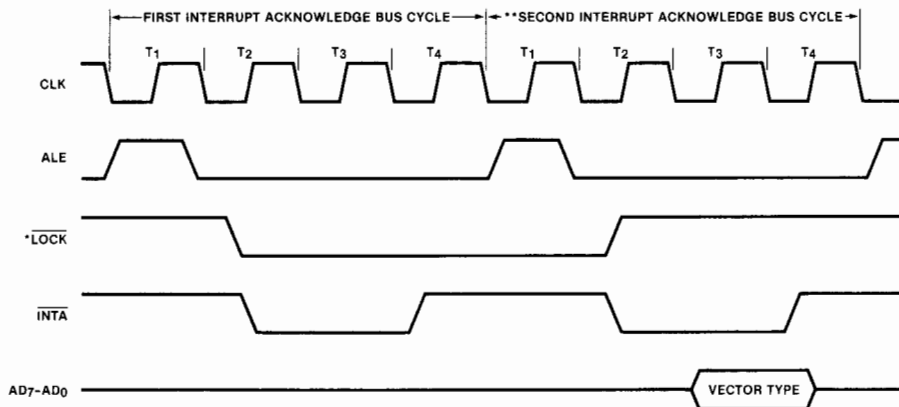 FIRST INTERRUPT ACKNOWLEDGE BUS CYCLE
**SECOND INTERRUPT ACKNOWLEDGE BUS CYCLE
T1 T2 T3 T4 T1 T2 T3 T4
CLK
ALE
*LOCK
INTA
AD7-AD0 VECTOR TYPE